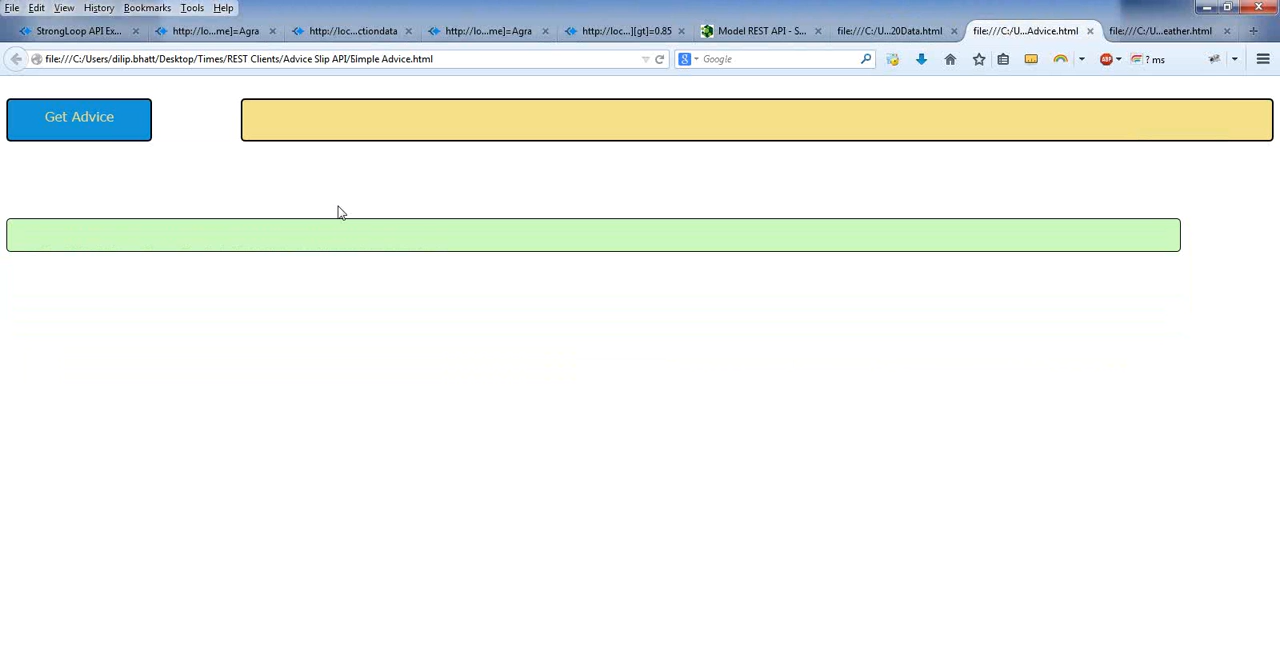 File Edit View History Bookmarks Tools Help
StrongLoop API Ex... http://lo...me]=Agra http://loc...ctiondata http://lo...me]=Agra http://loc...][gt]=0.85 Model REST API - S... file:///C:/U...20Data.html file:///C:/U...Advice.html file:///C:/U...eather.html
file:///C:/Users/dilip.bhatt/Desktop/Times/REST Clients/Advice Slip API/Simple Advice.html Google ABP ? ms
Get Advice